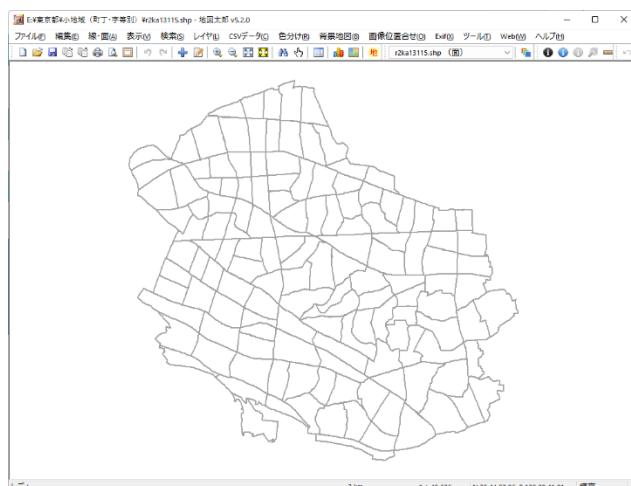 E:¥東京都¥小地域（町丁・字等別）¥r2ka13115.shp - 地図太郎 v5.2.0
ファイル(F) 編集(E) 線・面(A) 表示(V) 検索(S) レイヤ(L) CSVデータ(C) 色分け(R) 背景地図(B) 画像位置合せ(O) Exif(I) ツール(T) Web(W) ヘルプ(H)
地 r2ka13115.shp （面）